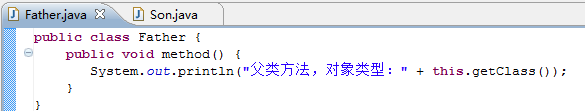 Father.java Son.java
public class Father {
public void method() {
System.out.println("父类方法，对象类型：" + this.getClass());
}
}